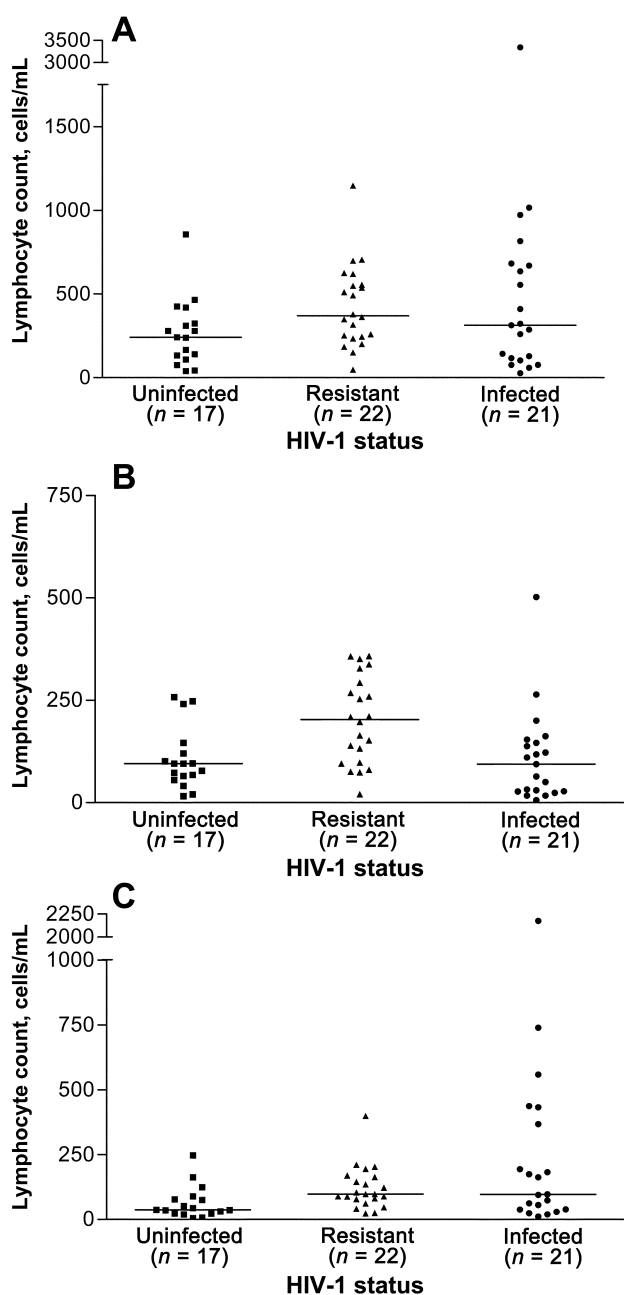 A
3500
3000
1500
1000
500
0
Lymphocyte count, cells/mL
Uninfected Resistant Infected
(n = 17) (n = 22) (n = 21)
HIV-1 status
B
750
500
250
0
Lymphocyte count, cells/mL
Uninfected Resistant Infected
(n = 17) (n = 22) (n = 21)
HIV-1 status
C
2250
2000
1000
750
500
250
0
Lymphocyte count, cells/mL
Uninfected Resistant Infected
(n = 17) (n = 22) (n = 21)
HIV-1 status